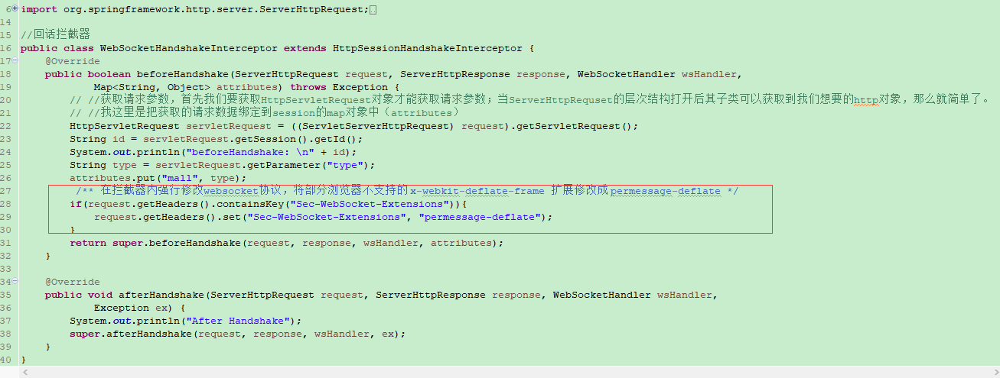 6 import org.springframework.http.server.ServerHttpRequest;
14
15 //回话拦截器
16 public class WebSocketHandshakeInterceptor extends HttpSessionHandshakeInterceptor {
17 @Override
18 public boolean beforeHandshake(ServerHttpRequest request, ServerHttpResponse response, WebSocketHandler wsHandler,
19 Map<String, Object> attributes) throws Exception {
20 // //获取请求参数，首先我们要获取HttpServletRequest对象才能获取请求参数；当ServerHttpRequset的层次结构打开后其子类可以获取到我们想要的http对象，那么就简单了。
21 // //我这里是把获取的请求数据绑定到session的map对象中（attributes）
22 HttpServletRequest servletRequest = ((ServletServerHttpRequest) request).getServletRequest();
23 String id = servletRequest.getSession().getId();
24 System.out.println("beforeHandshake: \n" + id);
25 String type = servletRequest.getParameter("type");
26 attributes.put("mall", type);
27 /** 在拦截器内强行修改websocket协议，将部分浏览器不支持的 x-webkit-deflate-frame 扩展修改成 permessage-deflate */
28 if(request.getHeaders().containsKey("Sec-WebSocket-Extensions")){
29 request.getHeaders().set("Sec-WebSocket-Extensions", "permessage-deflate");
30 }
31 return super.beforeHandshake(request, response, wsHandler, attributes);
32 }
33
34 @Override
35 public void afterHandshake(ServerHttpRequest request, ServerHttpResponse response, WebSocketHandler wsHandler,
36 Exception ex) {
37 System.out.println("After Handshake");
38 super.afterHandshake(request, response, wsHandler, ex);
39 }
40 }